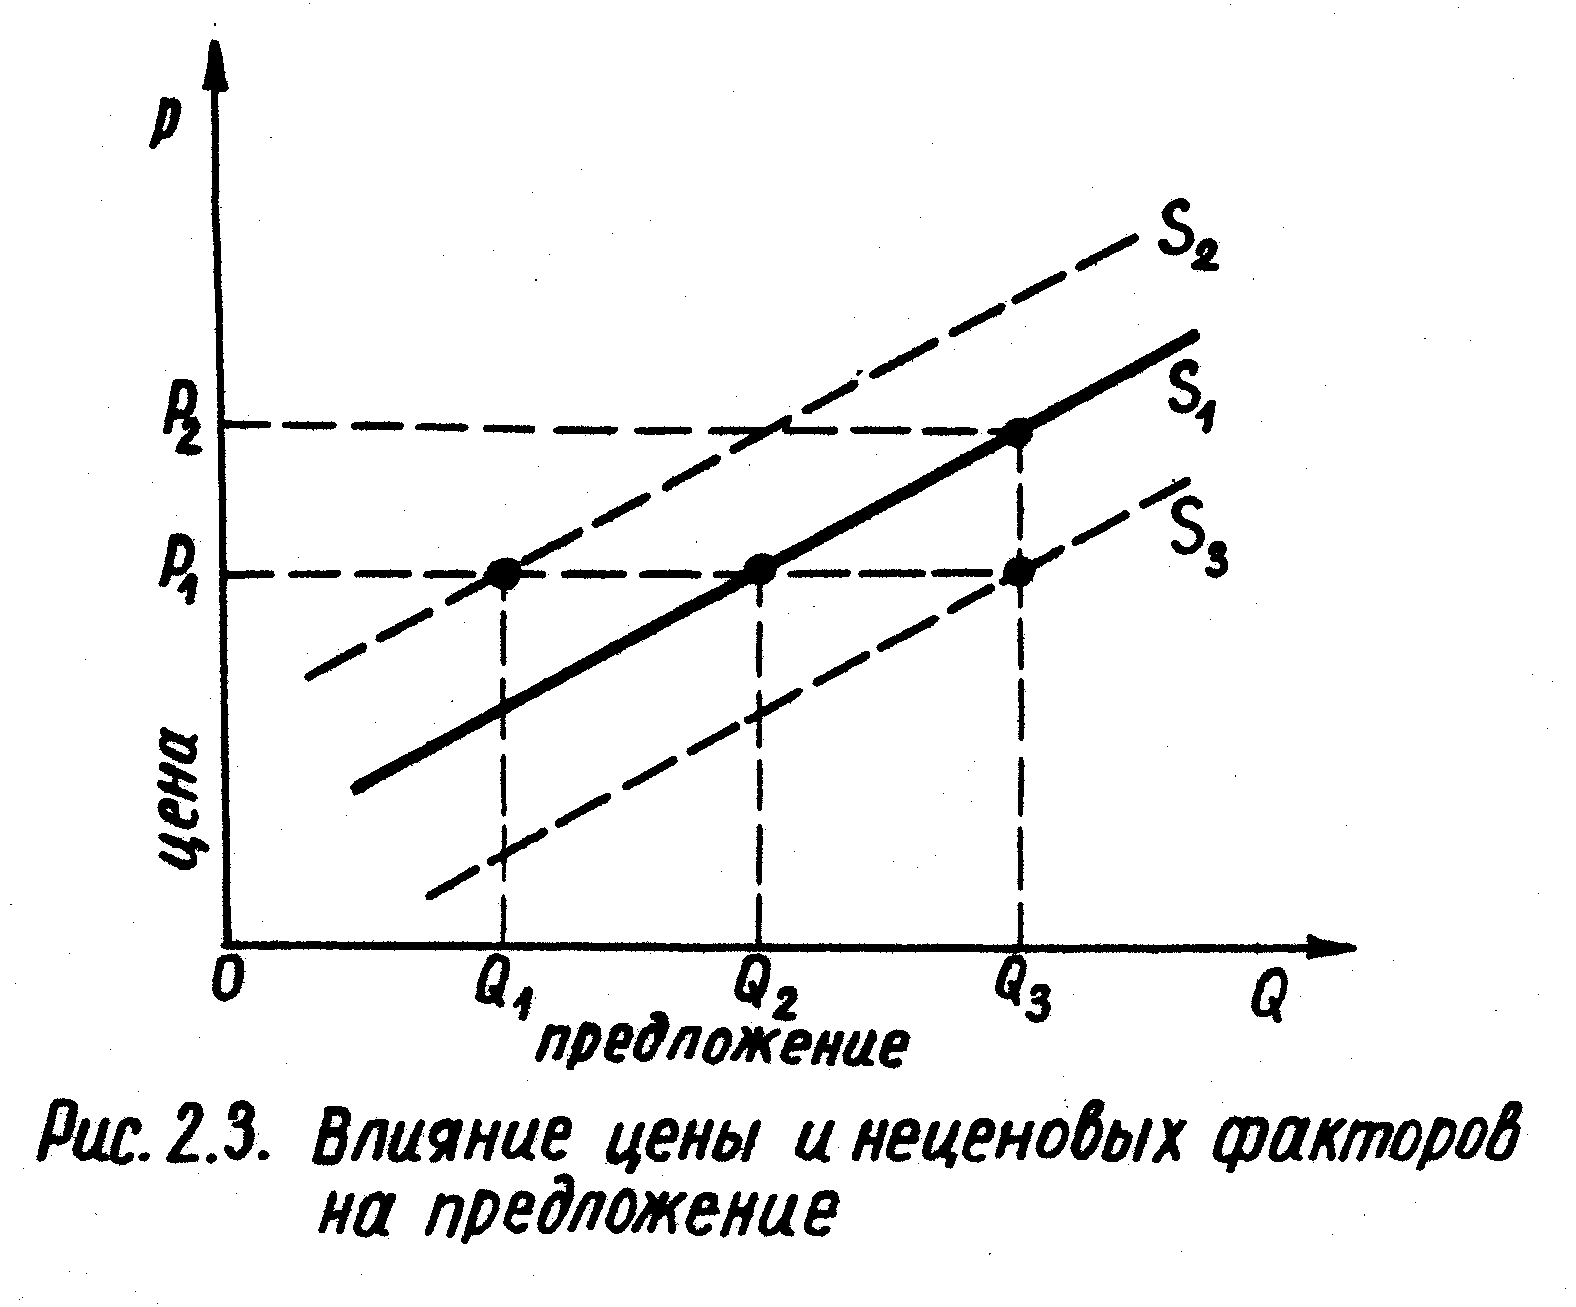 P
S₂
S₁
P₂
S₃
P₁
цена
0 Q₁ Q₂ Q₃ Q
предложение
Рис. 2.3. Влияние цены и неценовых факторов
на предложение